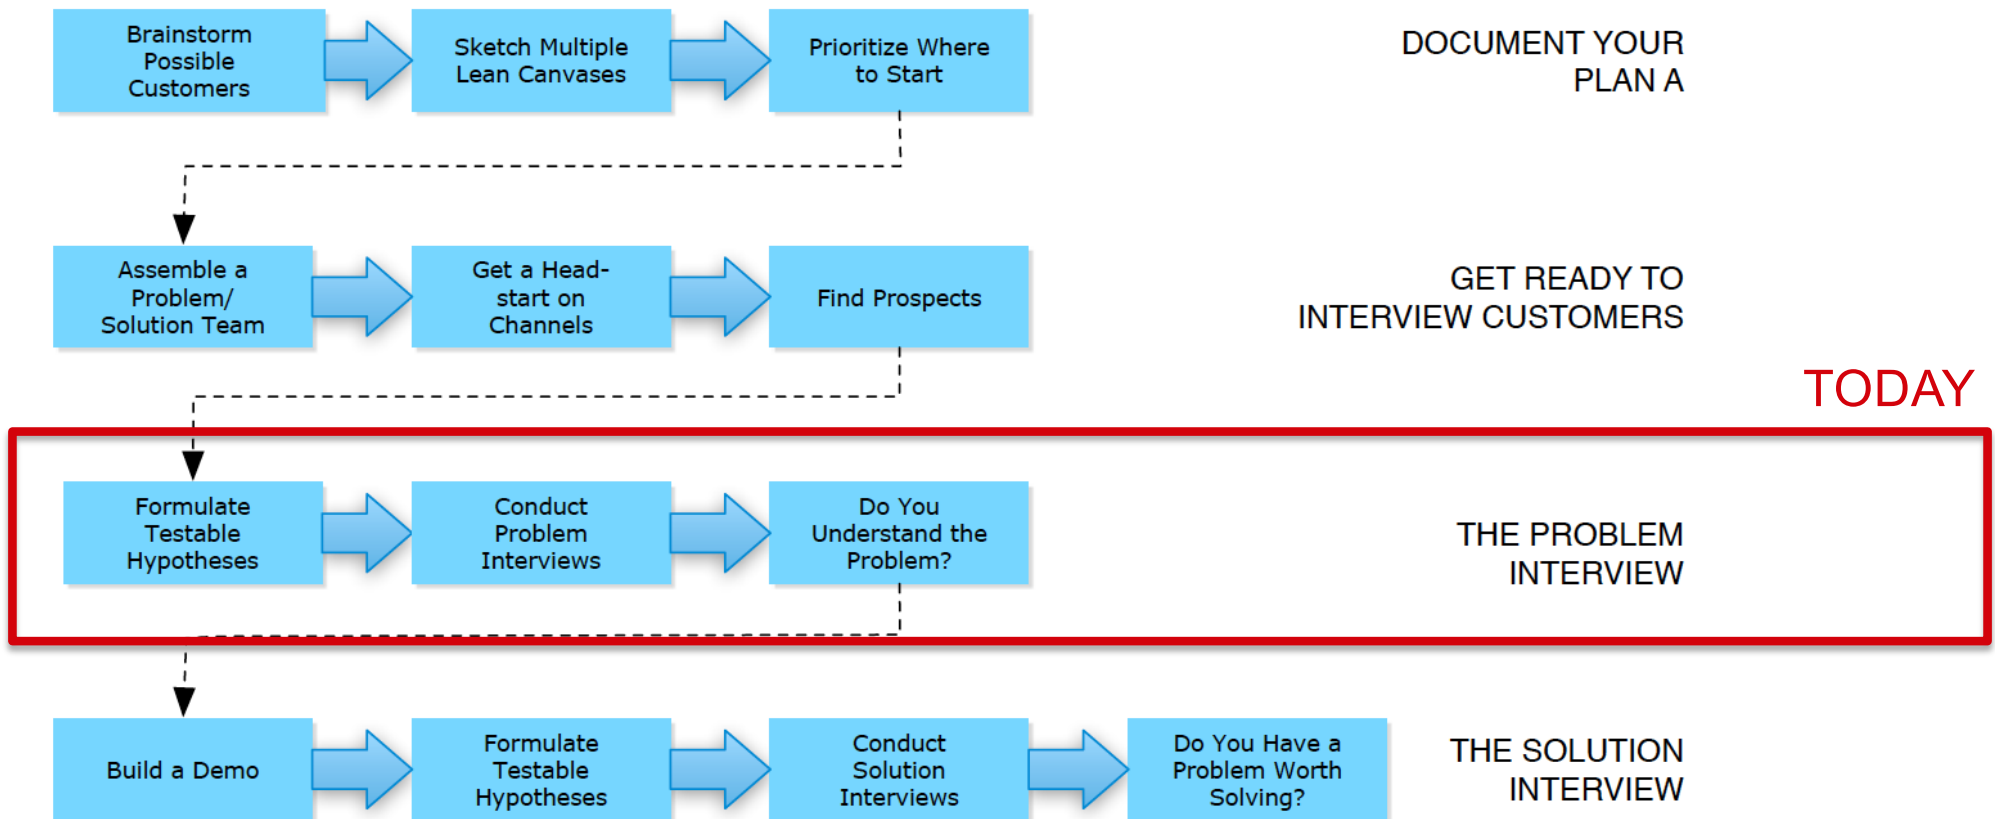 Brainstorm
Possible
Customers
Sketch Multiple
Lean Canvases
Prioritize Where
to Start
DOCUMENT YOUR
PLAN A
Assemble a
Problem/
Solution Team
Get a Head-
start on
Channels
Find Prospects
GET READY TO
INTERVIEW CUSTOMERS
TODAY
Formulate
Testable
Hypotheses
Conduct
Problem
Interviews
Do You
Understand the
Problem?
THE PROBLEM
INTERVIEW
Build a Demo
Formulate
Testable
Hypotheses
Conduct
Solution
Interviews
Do You Have a
Problem Worth
Solving?
THE SOLUTION
INTERVIEW